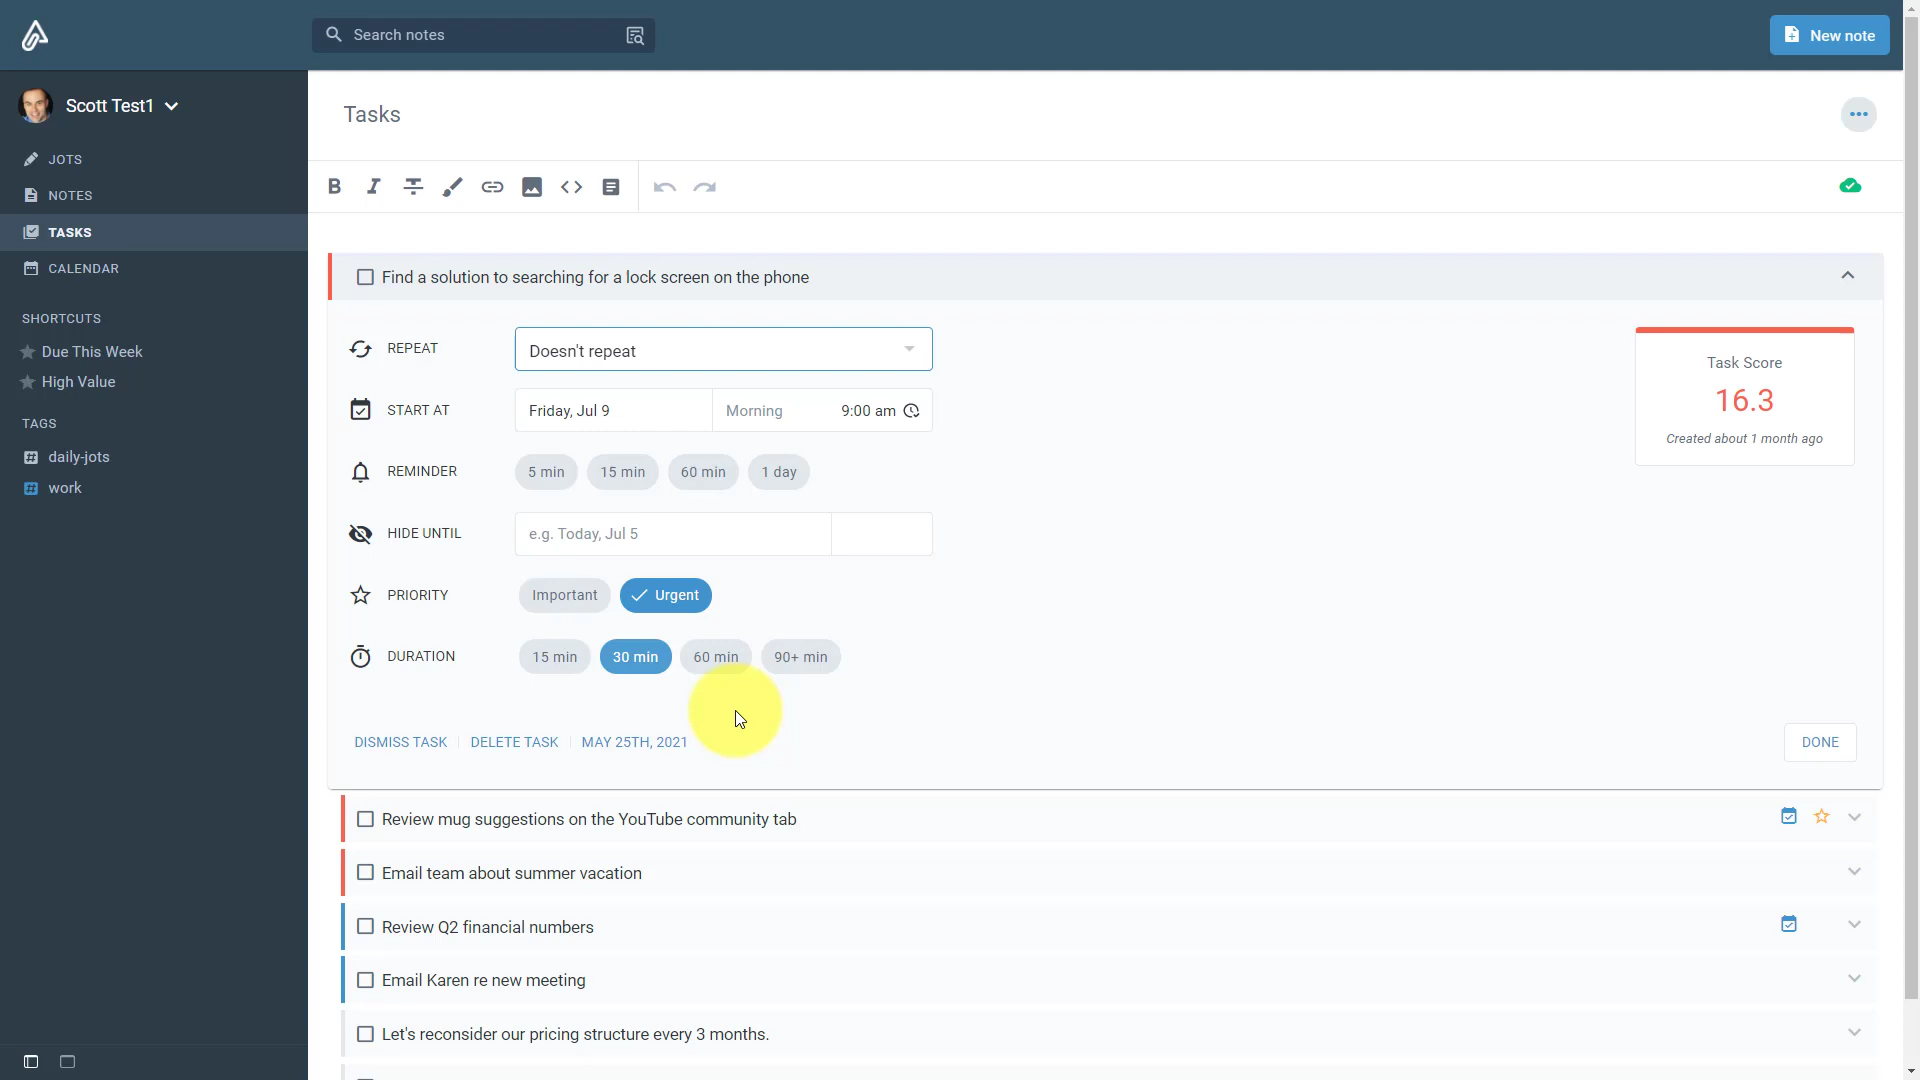 Search notes
New note
Scott Test1
JOTS
NOTES
TASKS
CALENDAR
SHORTCUTS
Due This Week
High Value
TAGS
daily-jots
work
Tasks
B I S
Find a solution to searching for a lock screen on the phone
REPEAT Doesn't repeat
START AT Friday, Jul 9 Morning 9:00 am
REMINDER 5 min 15 min 60 min 1 day
HIDE UNTIL e.g. Today, Jul 5
PRIORITY Important Urgent
DURATION 15 min 30 min 60 min 90+ min
Task Score
16.3
Created about 1 month ago
DISMISS TASK DELETE TASK MAY 25TH, 2021 DONE
Review mug suggestions on the YouTube community tab
Email team about summer vacation
Review Q2 financial numbers
Email Karen re new meeting
Let's reconsider our pricing structure every 3 months.